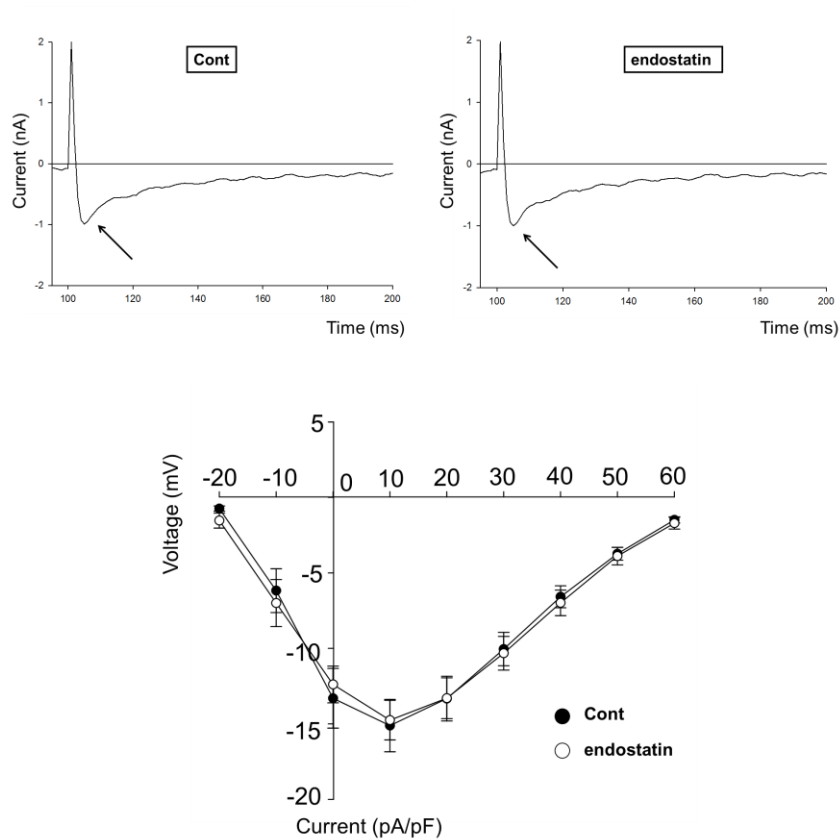 Cont
Current (nA)
2
1
0
-1
-2
100 120 140 160 180 200
Time (ms)
endostatin
Current (nA)
2
1
0
-1
-2
100 120 140 160 180 200
Time (ms)
Voltage (mV)
5
-20 -10 0 10 20 30 40 50 60
-5
-10
-15
-20
Cont
endostatin
Current (pA/pF)